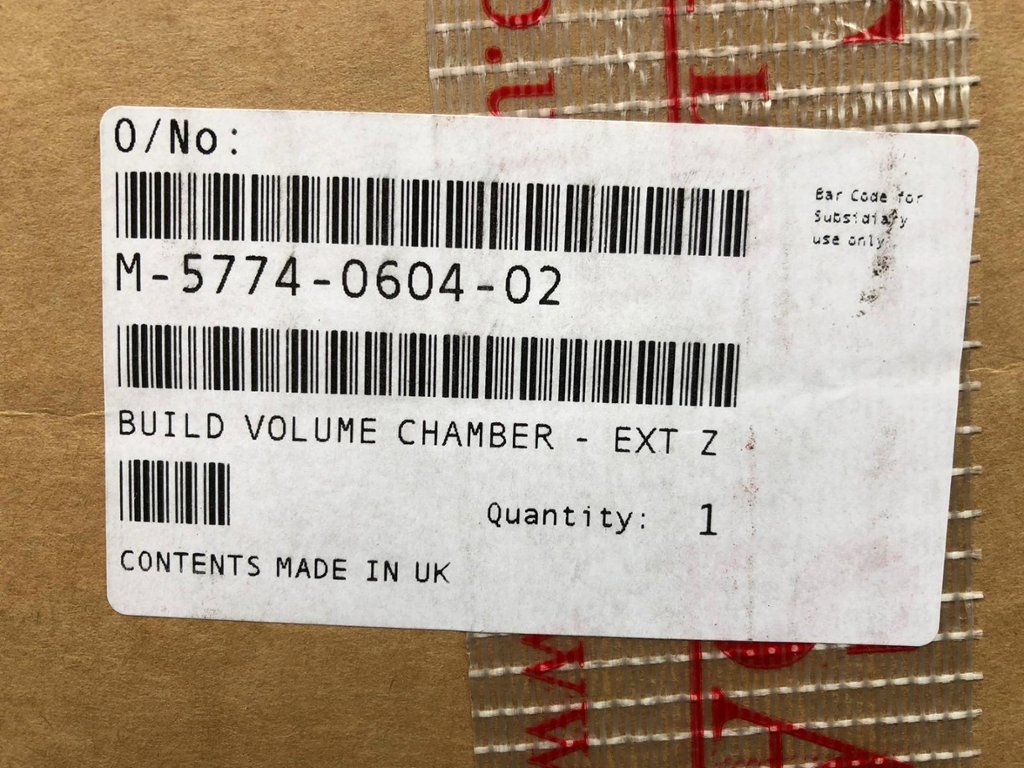 O/No:
Bar Code for
Subsidiary
use only
M-5774-0604-02
BUILD VOLUME CHAMBER - EXT Z
Quantity: 1
CONTENTS MADE IN UK